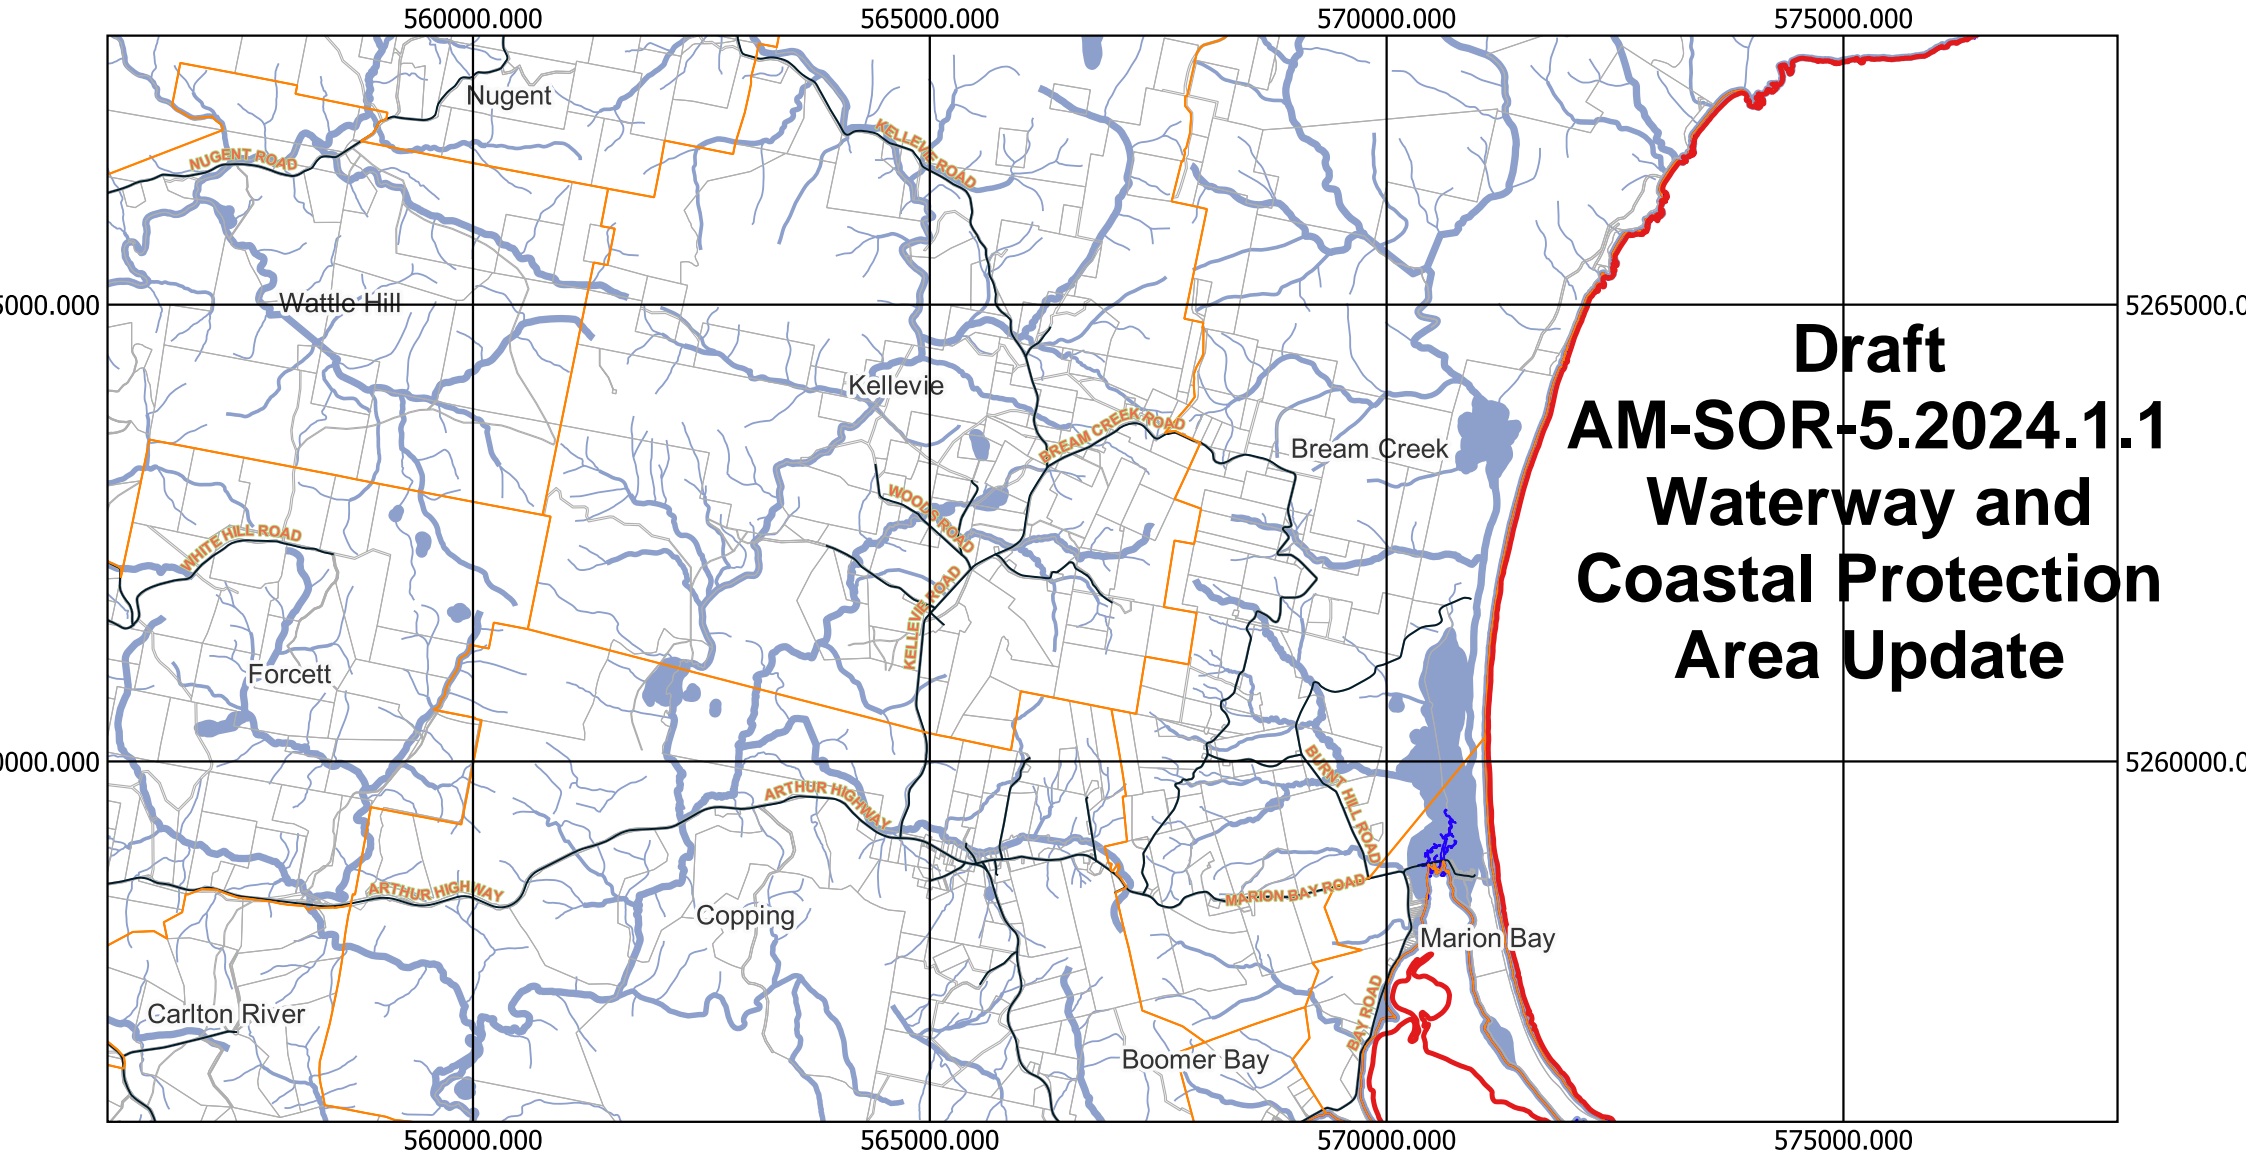 560000.000
565000.000
570000.000
575000.000
Nugent
KELLEVIE ROAD
NUGENT ROAD
Wattle Hill
5000.000
5265000.0
Draft
AM-SOR-5.2024.1.1
Waterway and
Coastal Protection
Area Update
Kellevie
BREAM CREEK ROAD
Bream Creek
WOODS ROAD
WHITE HILL ROAD
KELLEVIE ROAD
Forcett
0000.000
5260000.0
BURNT HILL ROAD
ARTHUR HIGHWAY
ARTHUR HIGHWAY
MARION BAY ROAD
Copping
Marion Bay
BAY ROAD
Carlton River
Boomer Bay
560000.000
565000.000
570000.000
575000.000